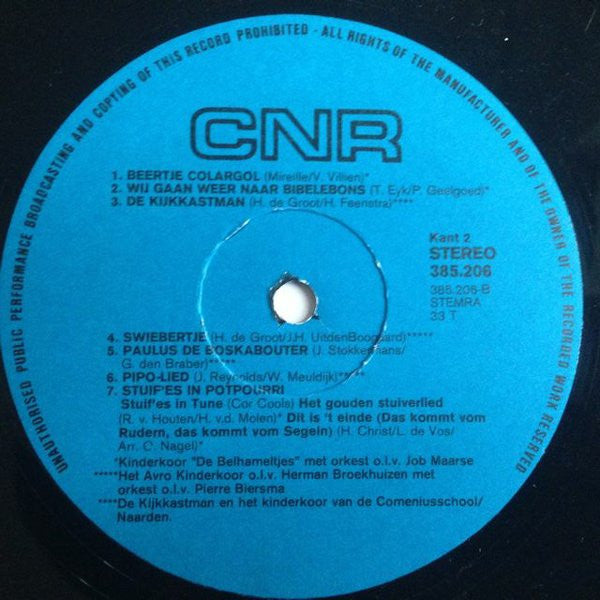 UNAUTHORISED PUBLIC PERFORMANCE BROADCASTING AND COPYING OF THIS RECORD PROHIBITED - ALL RIGHTS OF THE MANUFACTURER AND OF THE OWNER OF THE RECORDED WORK RESERVED
CNR
1. BEERTJE COLARGOL (Mireille/V. Villien)*
2. WIJ GAAN WEER NAAR BIBELEBONS (T. Eyk/P. Geelgoed)*
3. DE KIJKKASTMAN (H. de Groot/H. Feenstra)****
Kant 2
STEREO
385.206
385.206-B
STEMRA
33 T
4. SWIEBERTJE (H. de Groot/J.H. UitdenBoogaard)*****
5. PAULUS DE BOSKABOUTER (J. Stokkermans/
G. den Braber)*****
6. PIPO-LIED (J. Reynolds/W. Meuldijk)*****
7. STUIF'ES IN POTPOURRI
Stuif'es in Tune (Cor Cools) Het gouden stuiverlied
(R. v. Houten/H. v.d. Molen)* Dit is 't einde (Das kommt vom
Rudern, das kommt vom Segeln) (H. Christ/L. de Vos/
Arr. C. Nagel)*
*Kinderkoor "De Belhameltjes" met orkest o.l.v. Job Maarse
*****Het Avro Kinderkoor o.l.v. Herman Broekhuizen met
orkest o.l.v. Pierre Biersma
****De Kijkkastman en het kinderkoor van de Comeniusschool/
Naarden.